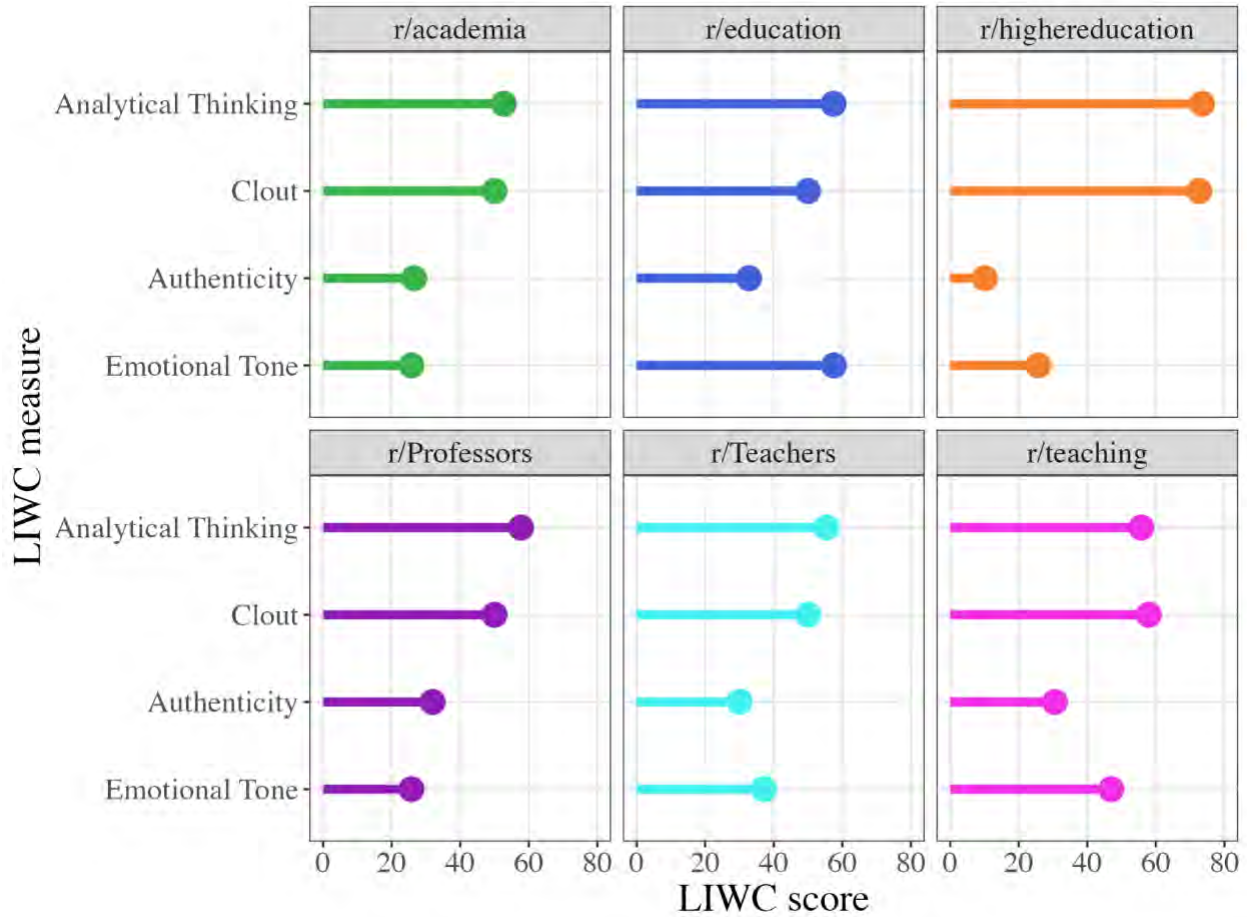 r/academia r/education r/highereducation
Analytical Thinking
Clout
Authenticity
Emotional Tone
LIWC measure
r/Professors r/Teachers r/teaching
Analytical Thinking
Clout
Authenticity
Emotional Tone
0 20 40 60 80 0 20 40 60 80 0 20 40 60 80
LIWC score